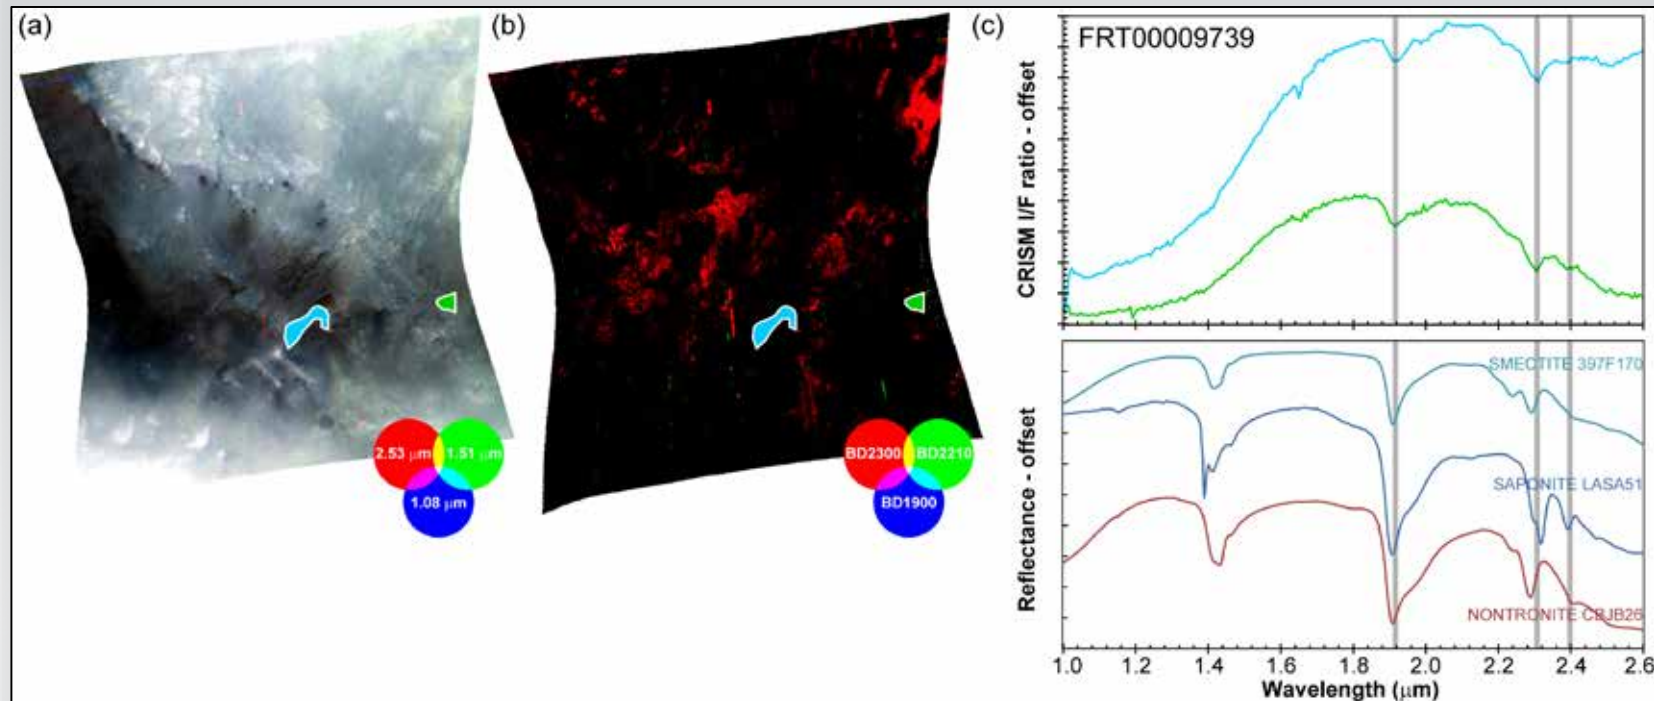 (a)
2.53 μm
1.51 μm
1.08 μm
(b)
BD2300
BD2210
BD1900
(c)
FRT00009739
CRISM I/F ratio - offset
SMECTITE 397F170
SAPONITE LASA51
NONTRONITE CBJB26
Reflectance - offset
1.0 1.2 1.4 1.6 1.8 2.0 2.2 2.4 2.6
Wavelength (μm)